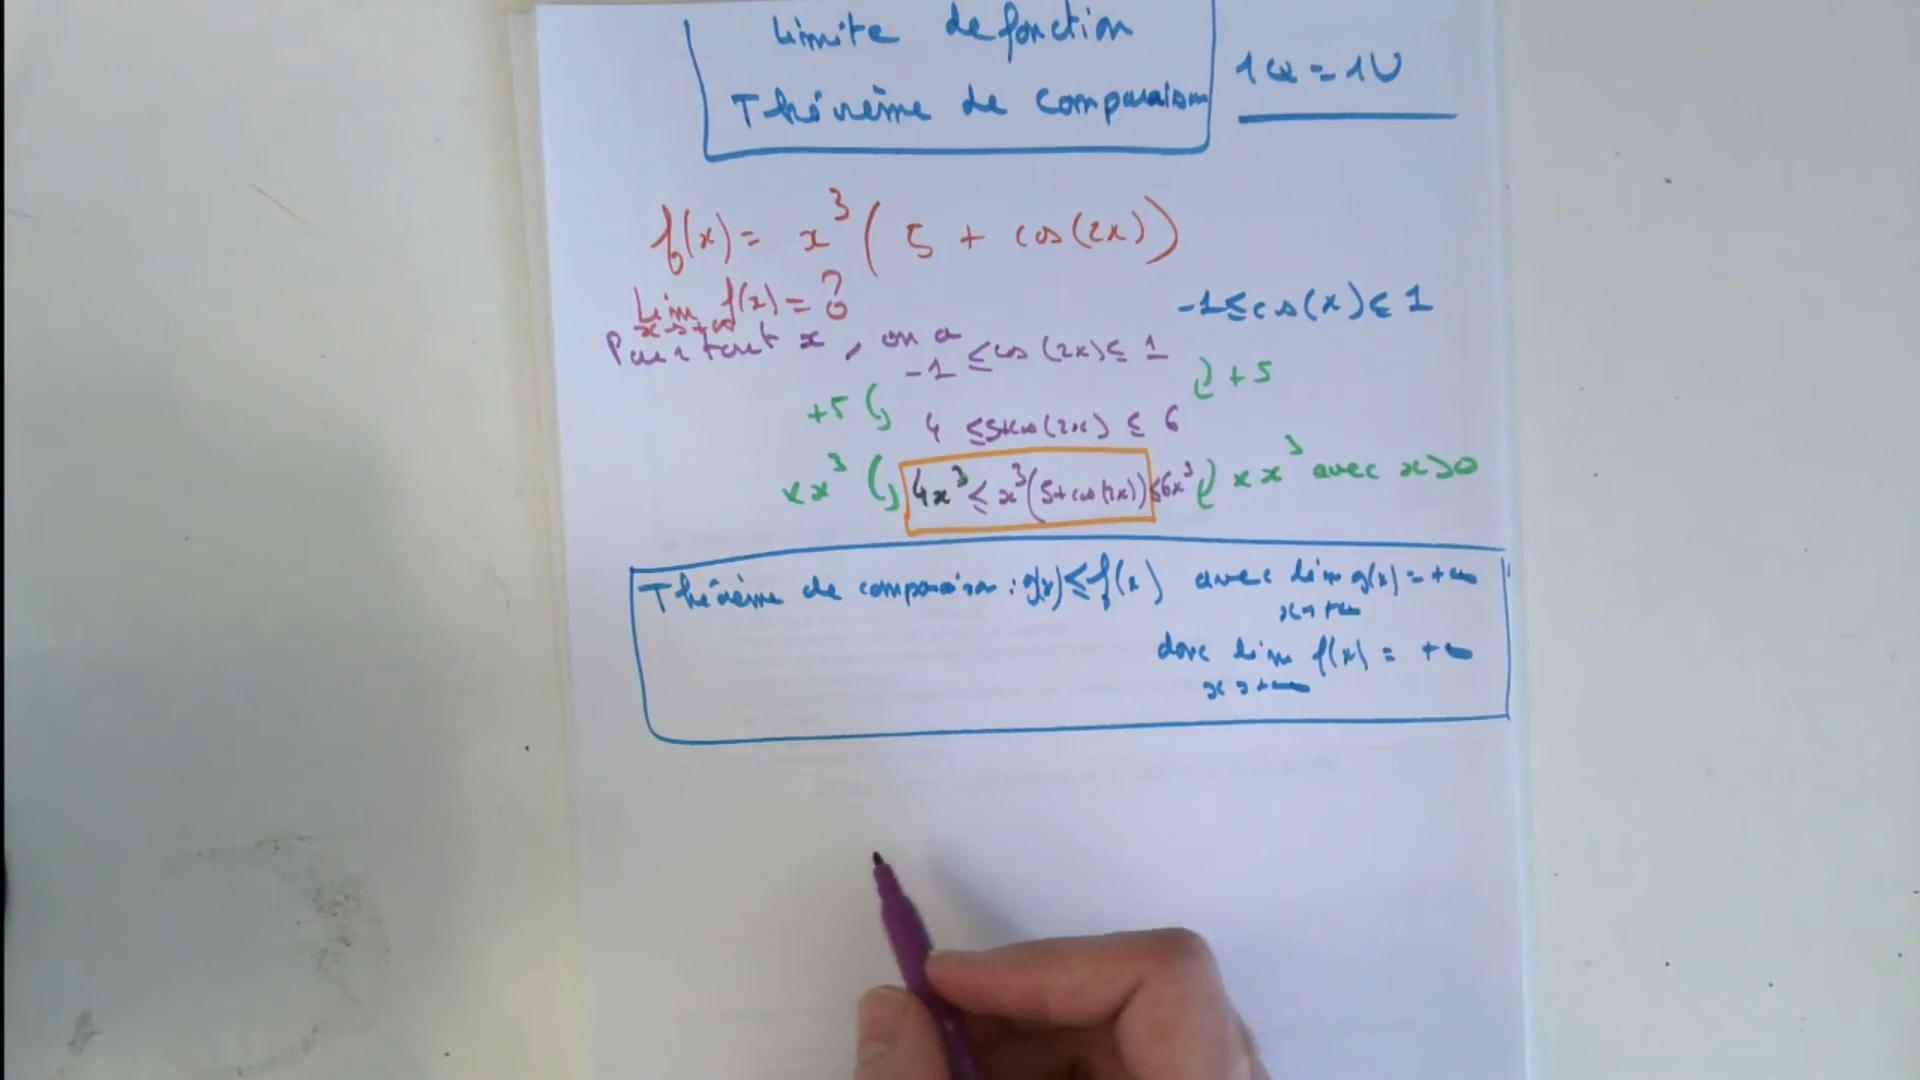 Limite de fonction
Théorème de comparaison
1Q = 1V
f(x) = x³ ( 5 + cos(2x) )
Lim f(x) = ?
x→+∞
-1 ≤ cos(x) ≤ 1
Pour tout x, on a
-1 ≤ cos(2x) ≤ 1
+5 +5
4 ≤ 5+cos(2x) ≤ 6
× x³ 4x³ ≤ x³(5+cos(2x)) ≤ 6x³ × x³ avec x>0
Théorème de comparaison : g(x) ≤ f(x) avec lim g(x) = +∞
x→+∞
donc lim f(x) = +∞
x→+∞